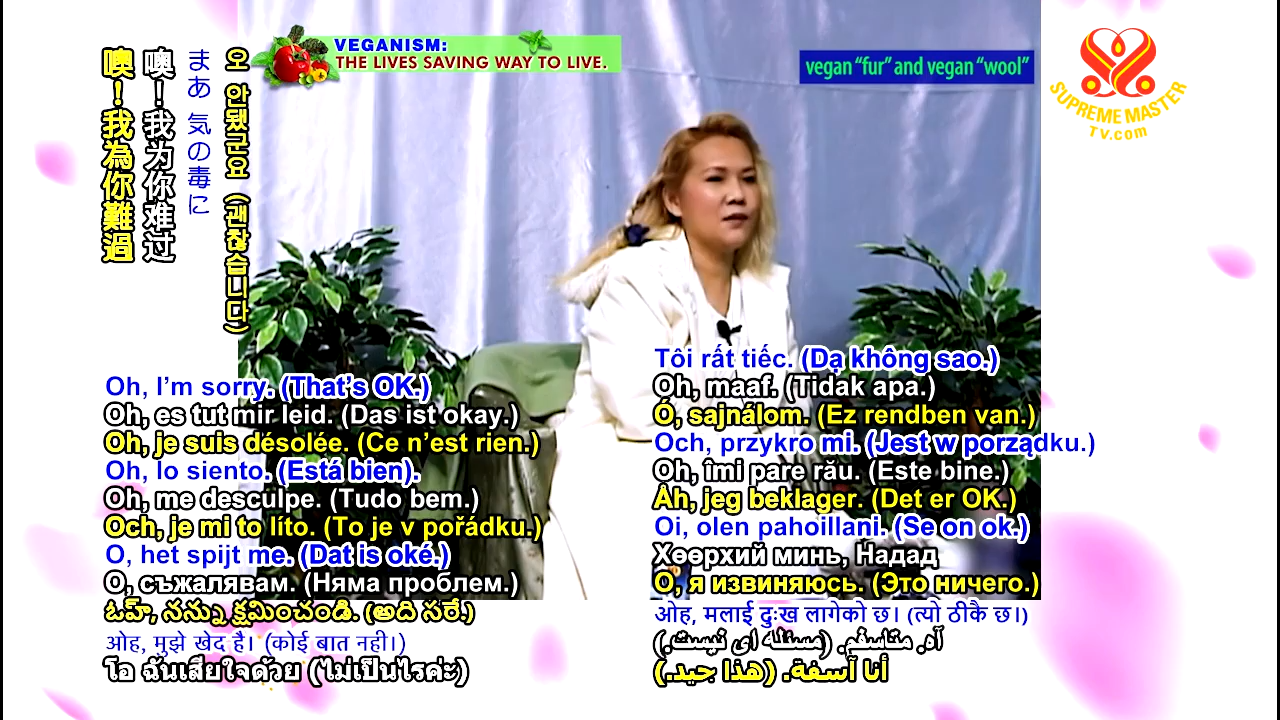 VEGANISM:
THE LIVES SAVING WAY TO LIVE.
vegan “fur” and vegan “wool”
SUPREME MASTER
TV.com
噢！我為你難過
噢！我为你难过
まあ 気の毒に
오 안됐군요 (괜찮습니다)
Oh, I’m sorry. (That’s OK.)
Oh, es tut mir leid. (Das ist okay.)
Oh, je suis désolée. (Ce n’est rien.)
Oh, lo siento. (Está bien).
Oh, me desculpe. (Tudo bem.)
Och, je mi to líto. (To je v pořádku.)
O, het spijt me. (Dat is oké.)
О, съжалявам. (Няма проблем.)
ఓహ్, నన్ను క్షమించండి. (అది సరే.)
ओह, मुझे खेद है। (कोई बात नही।)
โอ ฉันเสียใจด้วย (ไม่เป็นไรค่ะ)
Tôi rất tiếc. (Dạ không sao.)
Oh, maaf. (Tidak apa.)
Ó, sajnálom. (Ez rendben van.)
Och, przykro mi. (Jest w porządku.)
Oh, îmi pare rău. (Este bine.)
Åh, jeg beklager. (Det er OK.)
Oi, olen pahoillani. (Se on ok.)
Хөөрхий минь, Надад
О, я извиняюсь. (Это ничего.)
ओह, मलाई दुःख लागेको छ। (त्यो ठीकै छ।)
آه. متاسفم. (مسئله ای نیست.)
أنا آسفة. (هذا جيد.)